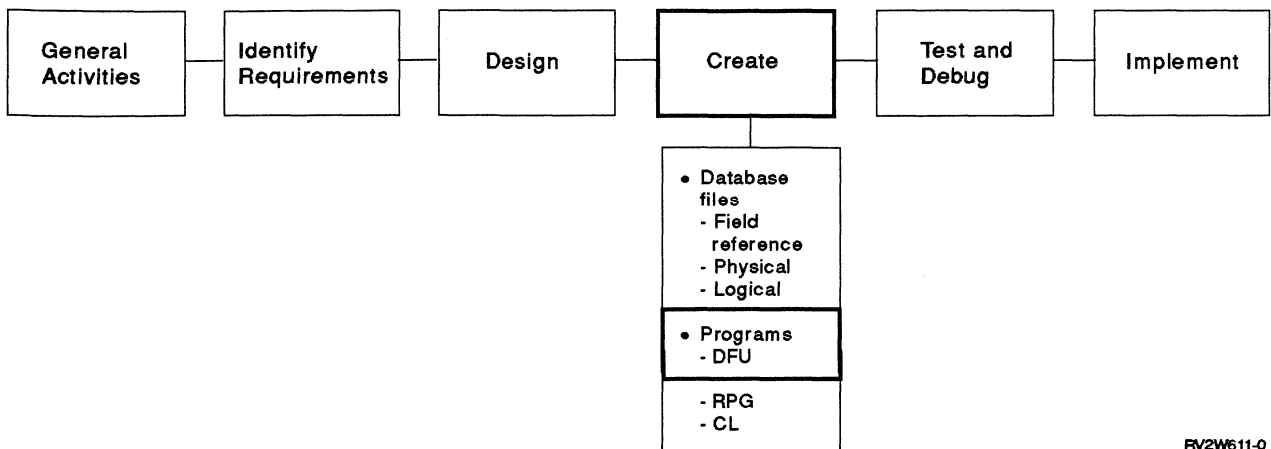 General
Activities
Identify
Requirements
Design
Create
Test and
Debug
Implement
• Database
files
- Field
reference
- Physical
- Logical
• Programs
- DFU
- RPG
- CL
RV2W611-0